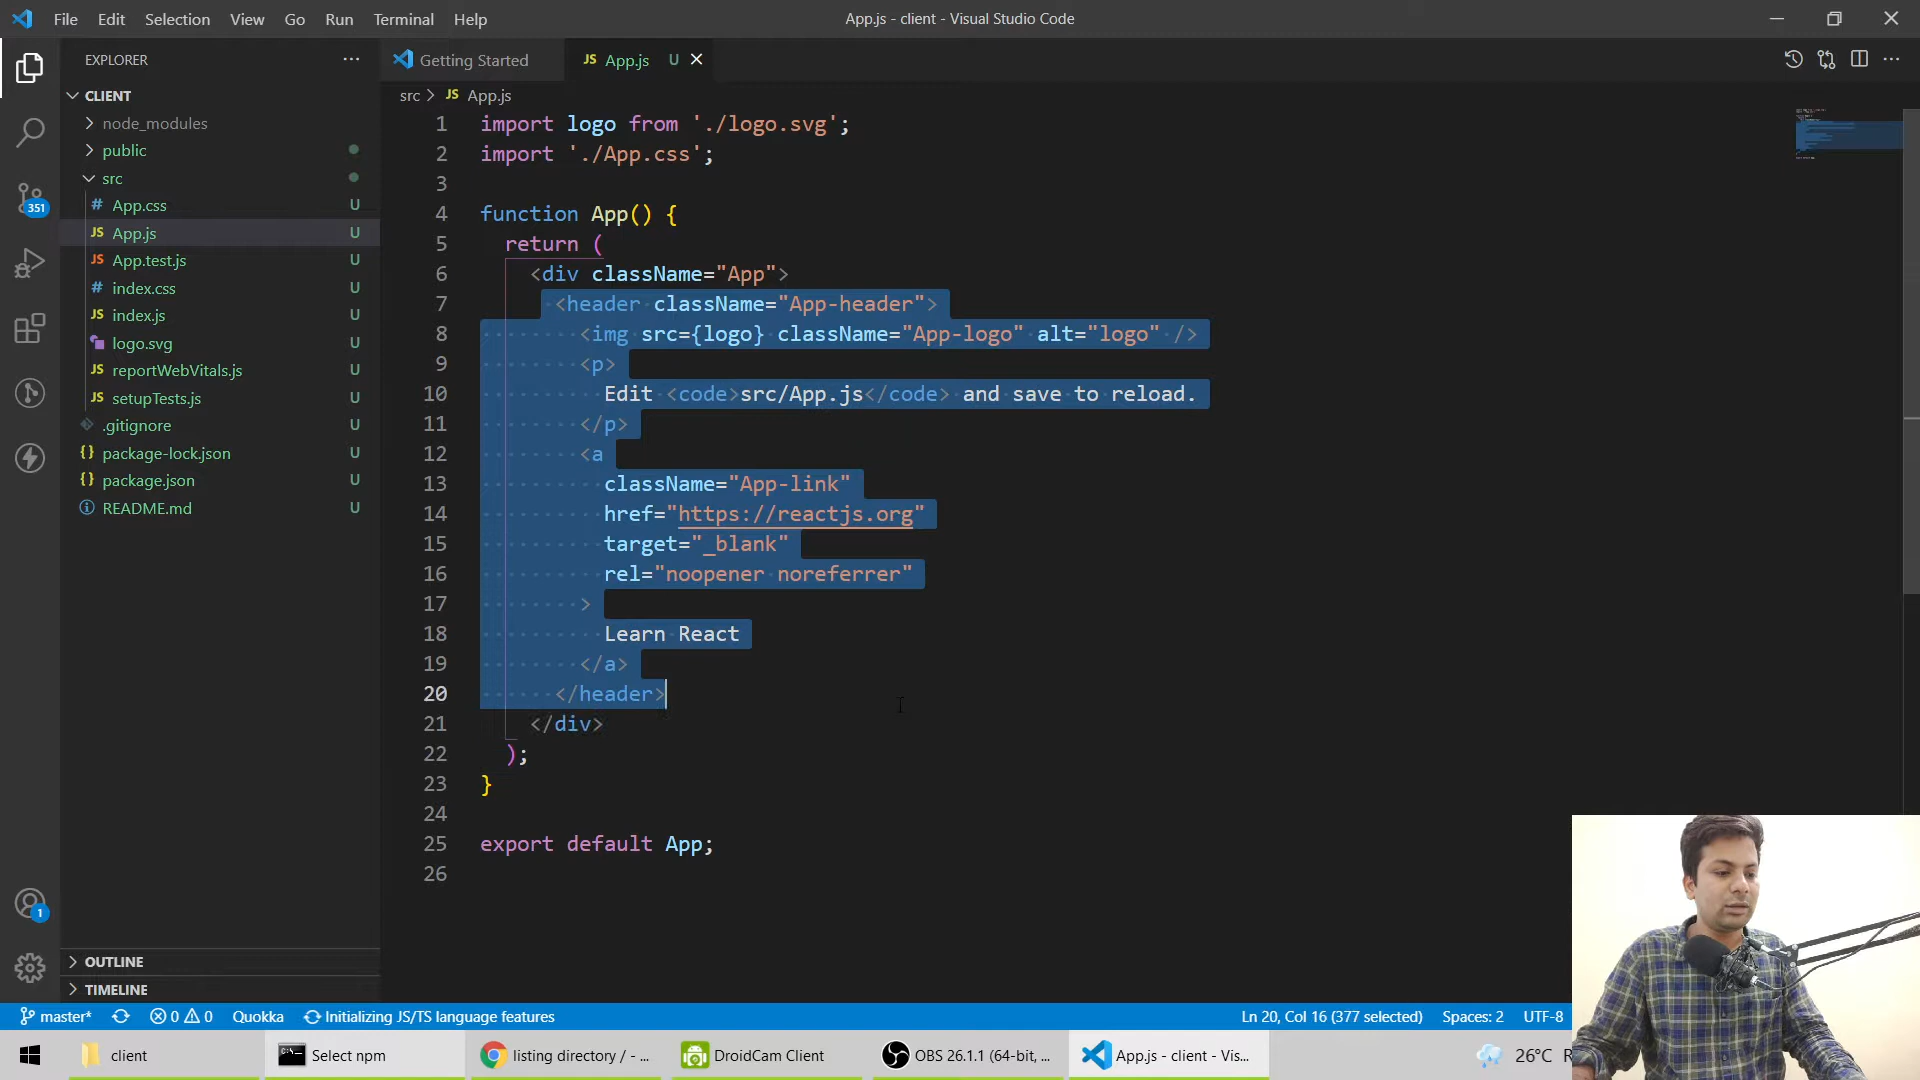 File Edit Selection View Go Run Terminal Help
App.js - client - Visual Studio Code
EXPLORER
CLIENT
node_modules
public
src
# App.css U
JS App.js U
JS App.test.js U
# index.css U
JS index.js U
logo.svg U
JS reportWebVitals.js U
JS setupTests.js U
.gitignore U
{} package-lock.json U
{} package.json U
README.md U
OUTLINE
TIMELINE
351
1
Getting Started
JS App.js U
src > JS App.js
1 import logo from './logo.svg';
2 import './App.css';
3
4 function App() {
5 return (
6 <div className="App">
7 <header className="App-header">
8 <img src={logo} className="App-logo" alt="logo" />
9 <p>
10 Edit <code>src/App.js</code> and save to reload.
11 </p>
12 <a
13 className="App-link"
14 href="https://reactjs.org"
15 target="_blank"
16 rel="noopener noreferrer"
17 >
18 Learn React
19 </a>
20 </header>
21 </div>
22 );
23 }
24
25 export default App;
26
master* 0 0 Quokka Initializing JS/TS language features Ln 20, Col 16 (377 selected) Spaces: 2 UTF-8
client Select npm listing directory / - ... DroidCam Client OBS 26.1.1 (64-bit, ... App.js - client - Vis... 26°C